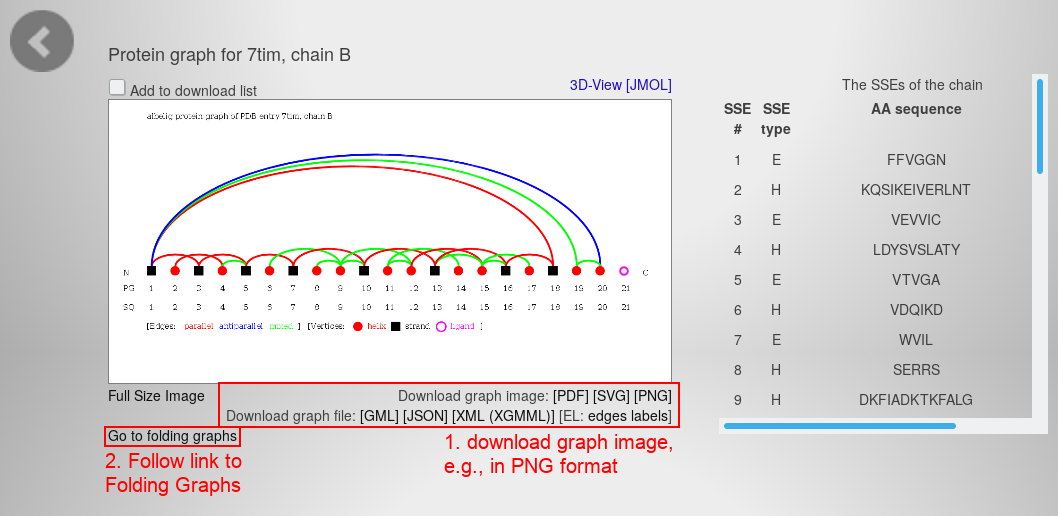 Protein graph for 7tim, chain B
Add to download list
3D-View [JMOL]
albelig protein graph of PDB entry 7tim, chain B
N C
PG 1 2 3 4 5 6 7 8 9 10 11 12 13 14 15 16 17 18 19 20 21
SQ 1 2 3 4 5 6 7 8 9 10 11 12 13 14 15 16 17 18 19 20 21
[Edges: parallel antiparallel mixed ] [Vertices: helix strand ligand ]
Full Size Image
Download graph image: [PDF] [SVG] [PNG]
Download graph file: [GML] [JSON] [XML (XGMML)] [EL: edges labels]
Go to folding graphs
2. Follow link to
Folding Graphs
1. download graph image,
e.g., in PNG format
The SSEs of the chain
SSE SSE AA sequence
# type
1 E FFVGGN
2 H KQSIKEIVERLNT
3 E VEVVIC
4 H LDYSVSLATY
5 E VTVGA
6 H VDQIKD
7 E WVIL
8 H SERRS
9 H DKFIADKTKFALG